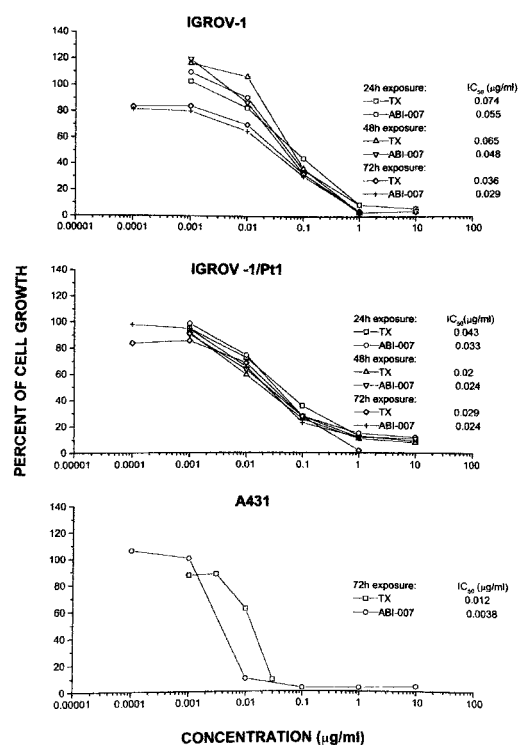 IGROV-1
140
120
100
80
60
40
20
0
0.00001 0.0001 0.001 0.01 0.1 1 10 100
24h exposure: IC50 (µg/ml)
TX 0.074
ABI-007 0.055
48h exposure:
TX 0.065
ABI-007 0.048
72h exposure:
TX 0.036
ABI-007 0.029
IGROV -1/Pt1
140
120
100
80
60
40
20
0
0.00001 0.0001 0.001 0.01 0.1 1 10 100
24h exposure: IC50(µg/ml)
TX 0.043
ABI-007 0.033
48h exposure:
TX 0.02
ABI-007 0.024
72h exposure:
TX 0.029
ABI-007 0.024
PERCENT OF CELL GROWTH
A431
140
120
100
80
60
40
20
0
0.00001 0.0001 0.001 0.01 0.1 1 10 100
72h exposure: IC50 (µg/ml)
TX 0.012
ABI-007 0.0038
CONCENTRATION (µg/ml)